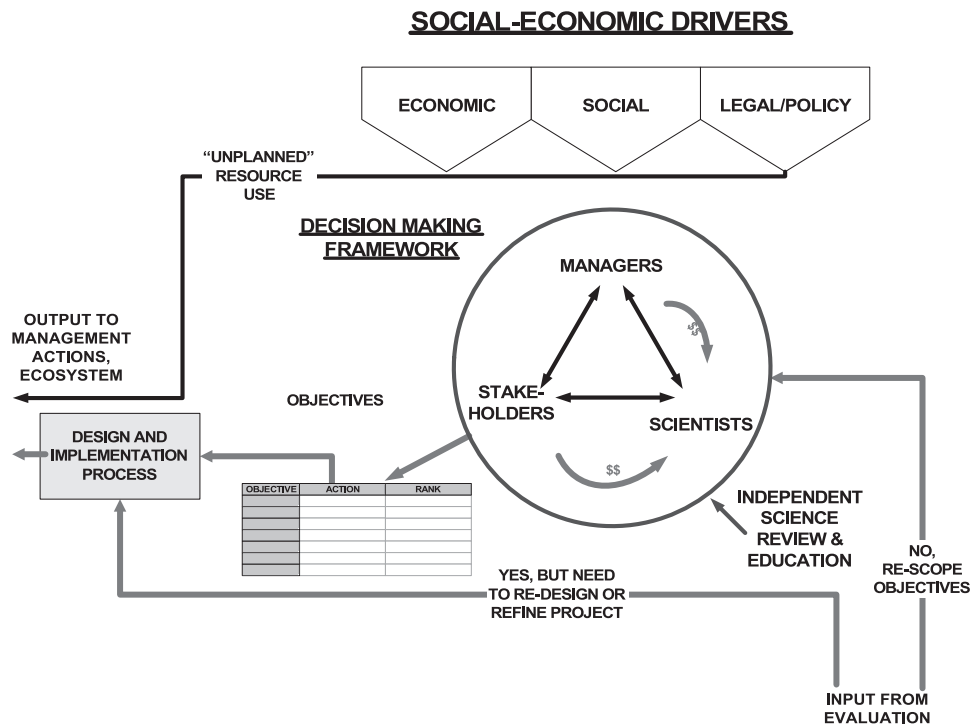 SOCIAL-ECONOMIC DRIVERS
ECONOMIC
SOCIAL
LEGAL/POLICY
“UNPLANNED”
RESOURCE
USE
DECISION MAKING
FRAMEWORK
MANAGERS
$$
OUTPUT TO
MANAGEMENT
ACTIONS,
ECOSYSTEM
OBJECTIVES
STAKE-
HOLDERS
SCIENTISTS
DESIGN AND
IMPLEMENTATION
PROCESS
$$
OBJECTIVE ACTION RANK
INDEPENDENT
SCIENCE
REVIEW &
EDUCATION
NO,
RE-SCOPE
OBJECTIVES
YES, BUT NEED
TO RE-DESIGN OR
REFINE PROJECT
INPUT FROM
EVALUATION